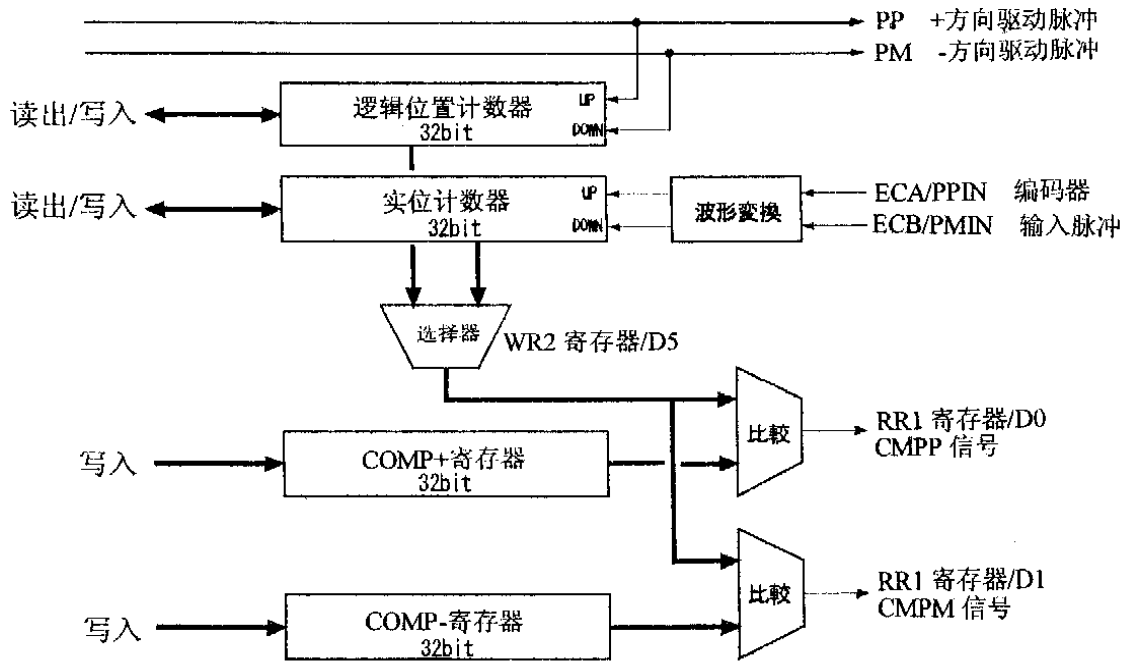 PP +方向驱动脉冲
PM -方向驱动脉冲
读出/写入
逻辑位置计数器
32bit
UP
DOWN
读出/写入
实位计数器
32bit
UP
DOWN
波形変換
ECA/PPIN 编码器
ECB/PMIN 输入脉冲
选择器
WR2 寄存器/D5
比較
RR1 寄存器/D0
CMPP 信号
写入
COMP+寄存器
32bit
比較
RR1 寄存器/D1
CMPM 信号
写入
COMP-寄存器
32bit